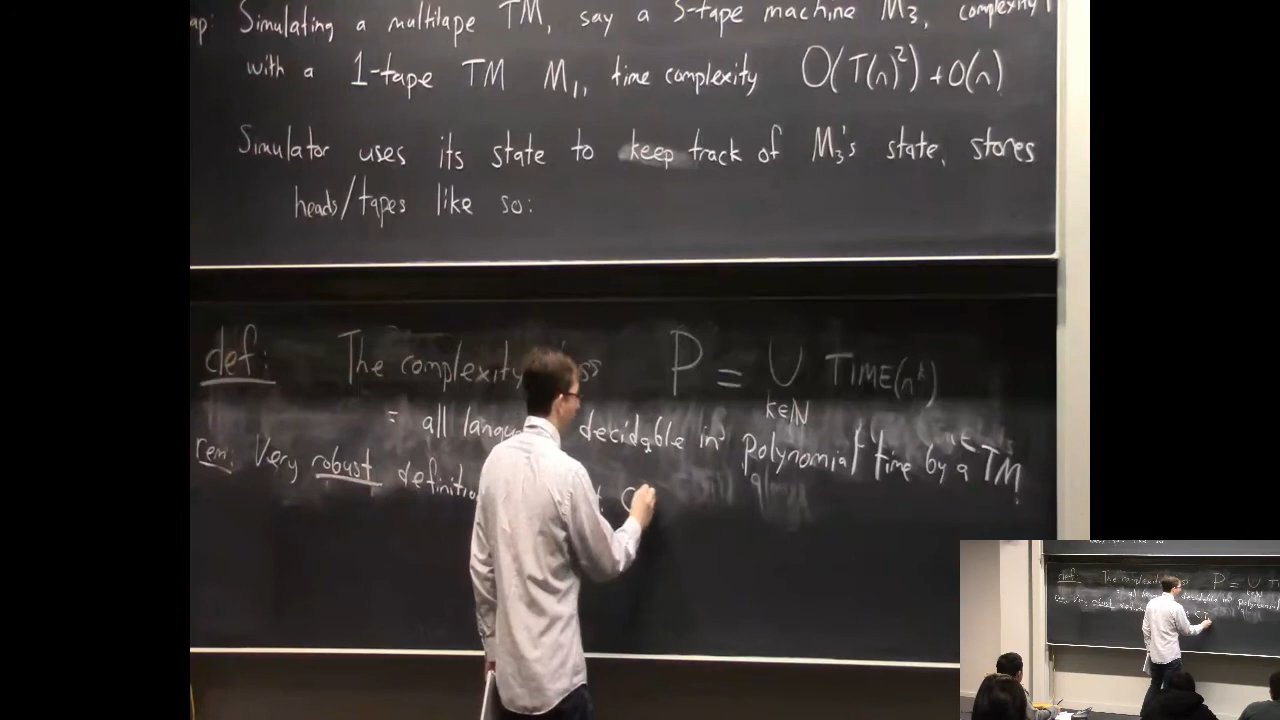 ap: Simulating a multitape TM, say a 3-tape machine M₃, complexity
with a 1-tape TM M₁, time complexity O(T(n)²)+O(n)
Simulator uses its state to keep track of M₃'s state, stores
heads/tapes like so:
def: The complexity P = ∪ TIME(nᵏ)
k∈ℕ
= all decidable in polynomial time by a TM
rem: Very robust